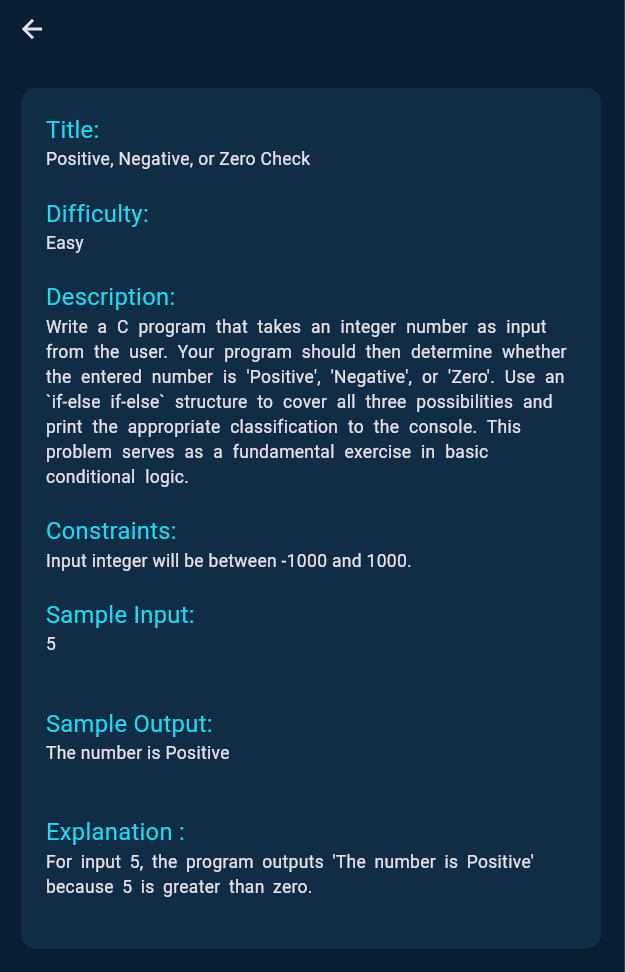 Title:
Positive, Negative, or Zero Check
Difficulty:
Easy
Description:
Write a C program that takes an integer number as input
from the user. Your program should then determine whether
the entered number is 'Positive', 'Negative', or 'Zero'. Use an
`if-else if-else` structure to cover all three possibilities and
print the appropriate classification to the console. This
problem serves as a fundamental exercise in basic
conditional logic.
Constraints:
Input integer will be between -1000 and 1000.
Sample Input:
5
Sample Output:
The number is Positive
Explanation :
For input 5, the program outputs 'The number is Positive'
because 5 is greater than zero.